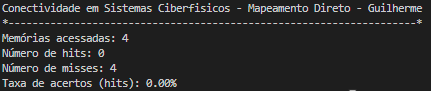 Conectividade em Sistemas Ciberfisicos - Mapeamento Direto - Guilherme
*--------------------------------------------------------------------*
Memórias acessadas: 4
Número de hits: 0
Número de misses: 4
Taxa de acertos (hits): 0.00%